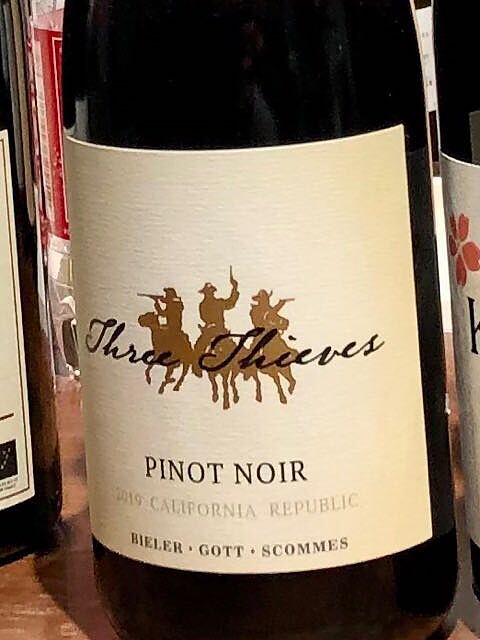 Three Thieves
PINOT NOIR
2019 CALIFORNIA REPUBLIC
BIELER · GOTT · SCOMMES
K